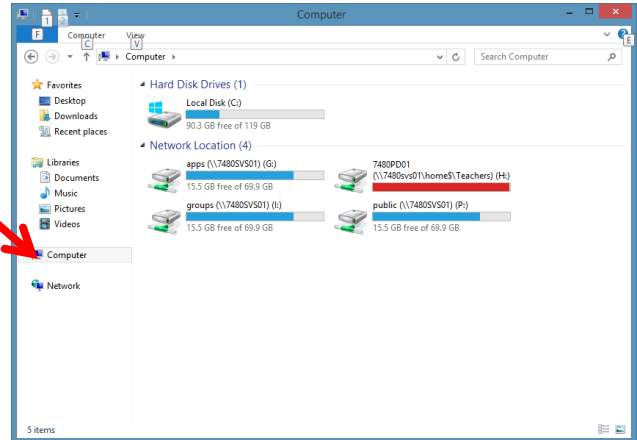 Computer
1
2
F
Computer
View
C
V
E
Computer
Search Computer
Favorites
Desktop
Downloads
Recent places
Libraries
Documents
Music
Pictures
Videos
Computer
Network
Hard Disk Drives (1)
Local Disk (C:)
90.3 GB free of 119 GB
Network Location (4)
apps (\\7480SVS01) (G:)
15.5 GB free of 69.9 GB
7480PD01
(\\7480svs01\home$\Teachers) (H:)
groups (\\7480SVS01) (I:)
15.5 GB free of 69.9 GB
public (\\7480SVS01) (P:)
15.5 GB free of 69.9 GB
5 items